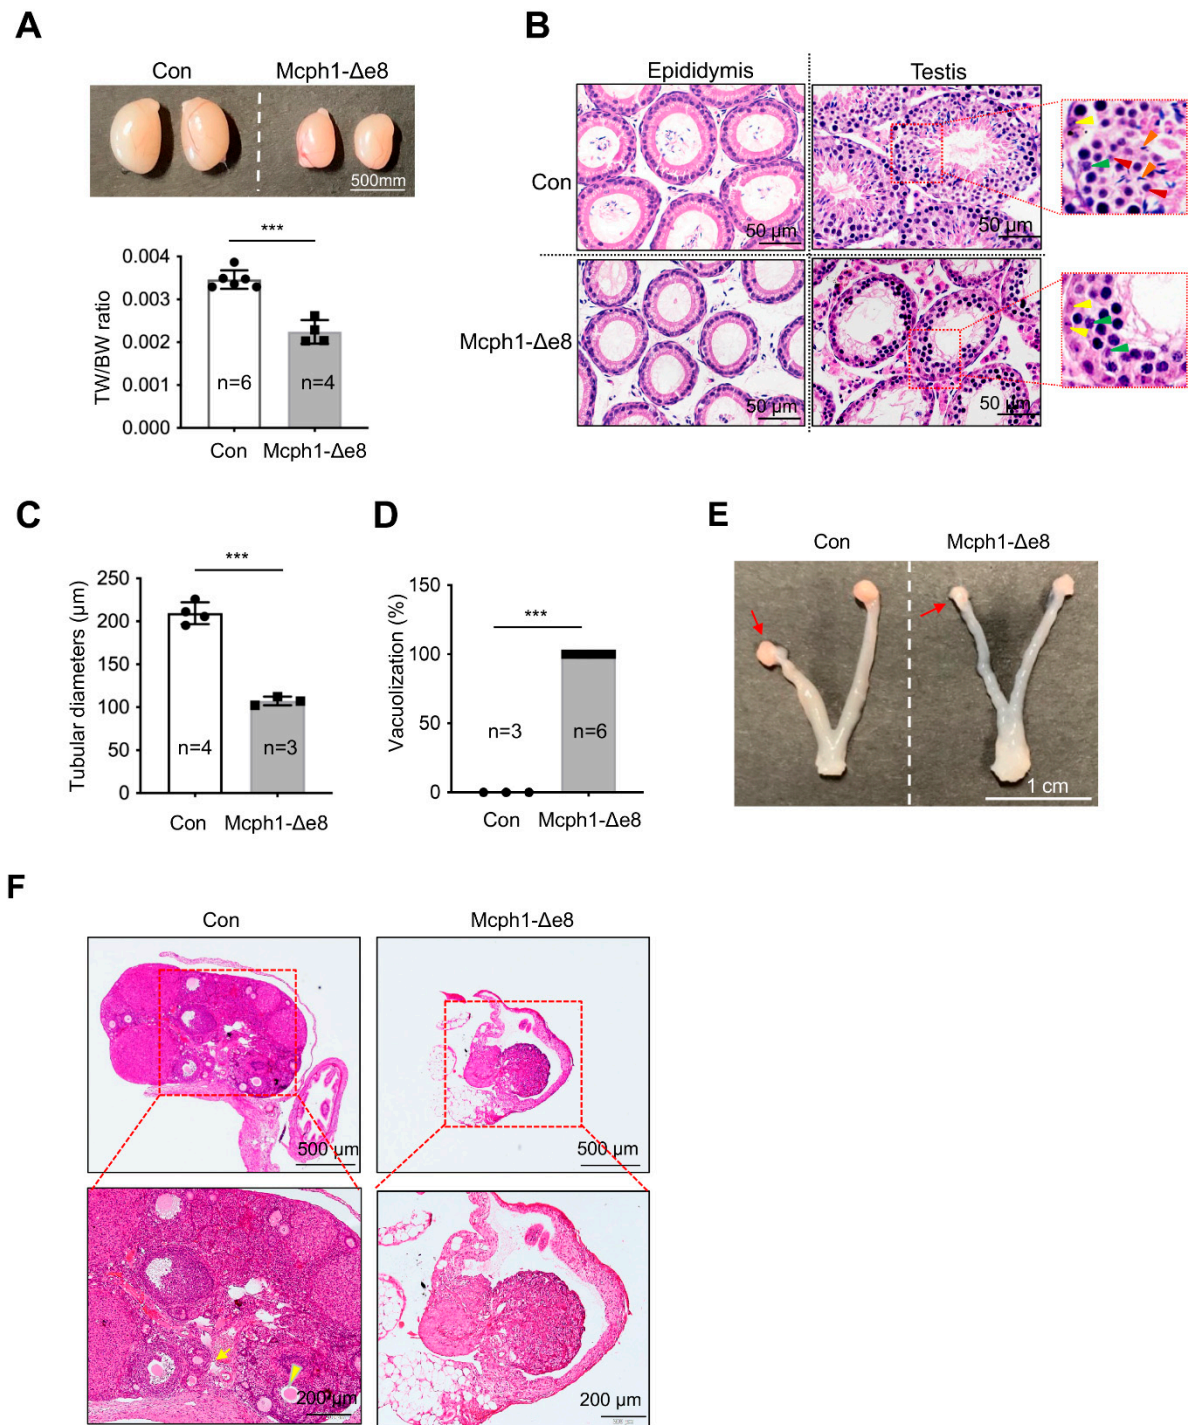 A
Con
Mcph1-Δe8
500mm
***
0.004
0.003
0.002
0.001
0.000
TW/BW ratio
n=6
n=4
Con
Mcph1-Δe8
B
Epididymis
Testis
Con
50 µm
50 µm
Mcph1-Δe8
50 µm
50 µm
C
***
250
200
150
100
50
0
Tubular diameters (µm)
n=4
n=3
Con
Mcph1-Δe8
D
***
150
100
50
0
Vacuolization (%)
n=3
n=6
Con
Mcph1-Δe8
E
Con
Mcph1-Δe8
1 cm
F
Con
Mcph1-Δe8
500 µm
500 µm
200 µm
200 µm